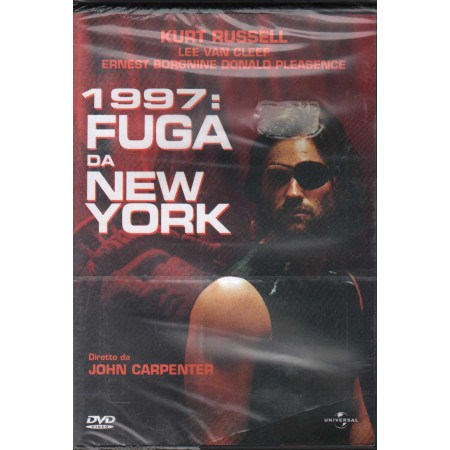 KURT RUSSELL
LEE VAN CLEEF
ERNEST BORGNINE DONALD PLEASENCE
1997:
FUGA
DA
NEW
YORK
Diretto da
JOHN CARPENTER
DVD
VIDEO
UNIVERSAL